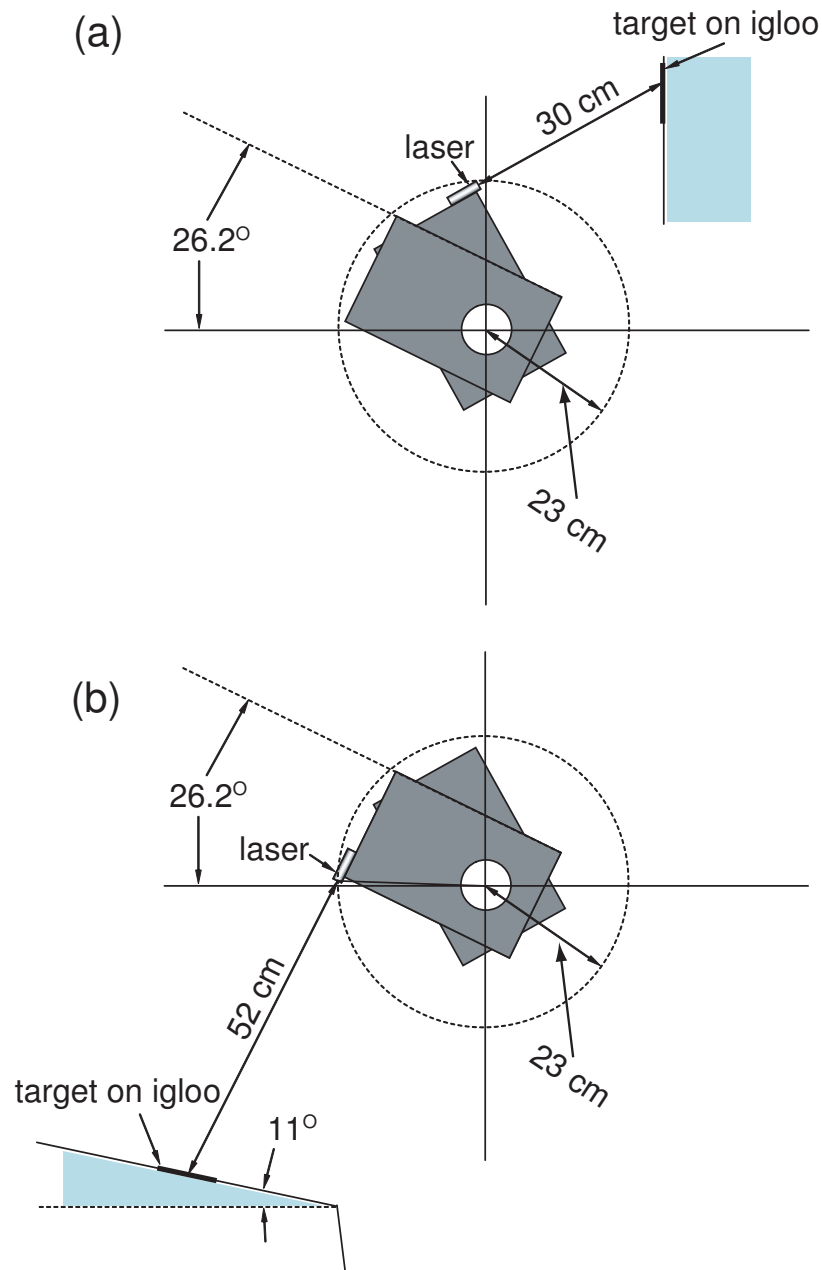 (a)
target on igloo
30 cm
laser
26.2°
23 cm
(b)
26.2°
laser
52 cm
23 cm
target on igloo
11°